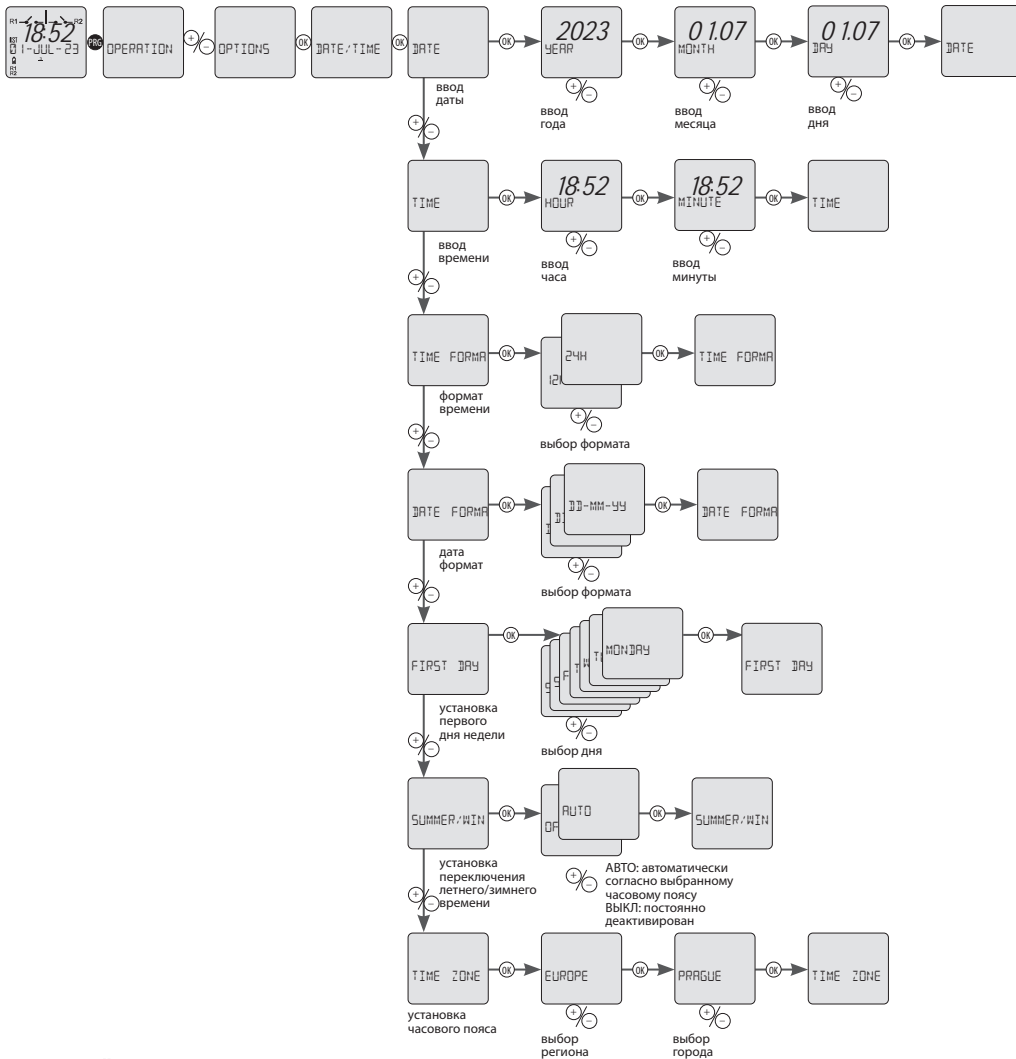 R1 R2
18:52
01-JUL-23
R1
R2
PRG
OPERATION
+ −
OPTIONS
OK
DATE/TIME
OK
DATE
OK
2023
YEAR
OK
01.07
MONTH
OK
01.07
DAY
OK
DATE
ввод
даты
+ −
ввод
года
+ −
ввод
месяца
+ −
ввод
дня
+ −
TIME
OK
18:52
HOUR
OK
18:52
MINUTE
OK
TIME
ввод
времени
+ −
ввод
часа
+ −
ввод
минуты
+ −
TIME FORMA
OK
24H
OK
TIME FORMA
формат
времени
+ −
выбор формата
+ −
DATE FORMA
OK
DD-MM-YY
OK
DATE FORMA
дата
формат
+ −
выбор формата
+ −
FIRST DAY
OK
MONDAY
OK
FIRST DAY
установка
первого
дня недели
+ −
выбор дня
+ −
SUMMER/WIN
OK
AUTO
OK
SUMMER/WIN
установка
переключения
летнего/зимнего
времени
+ −
АВТО: автоматически
согласно выбранному
часовому поясу
ВЫКЛ: постоянно
деактивирован
TIME ZONE
OK
EUROPE
OK
PRAGUE
OK
TIME ZONE
установка
часового пояса
+ −
выбор
региона
+ −
выбор
города